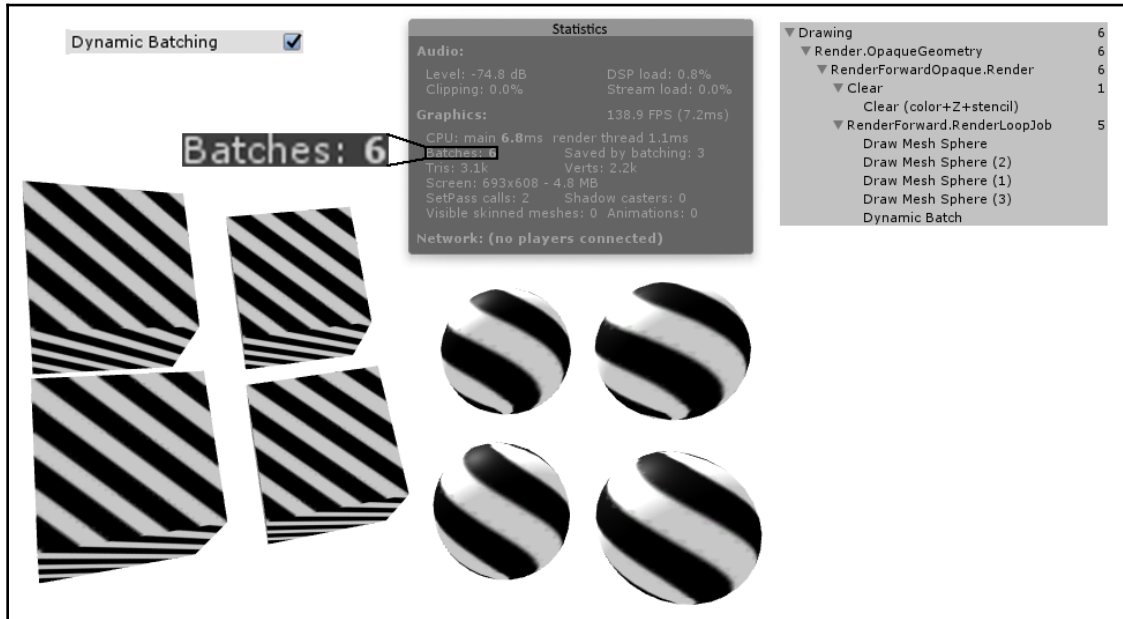 Dynamic Batching
Batches: 6
Statistics
Audio:
Level: -74.8 dB DSP load: 0.8%
Clipping: 0.0% Stream load: 0.0%
Graphics: 138.9 FPS (7.2ms)
CPU: main 6.8ms render thread 1.1ms
Batches: 6 Saved by batching: 3
Tris: 3.1k Verts: 2.2k
Screen: 693x608 - 4.8 MB
SetPass calls: 2 Shadow casters: 0
Visible skinned meshes: 0 Animations: 0
Network: (no players connected)
Drawing 6
Render.OpaqueGeometry 6
RenderForwardOpaque.Render 6
Clear 1
Clear (color+Z+stencil)
RenderForward.RenderLoopJob 5
Draw Mesh Sphere
Draw Mesh Sphere (2)
Draw Mesh Sphere (1)
Draw Mesh Sphere (3)
Dynamic Batch